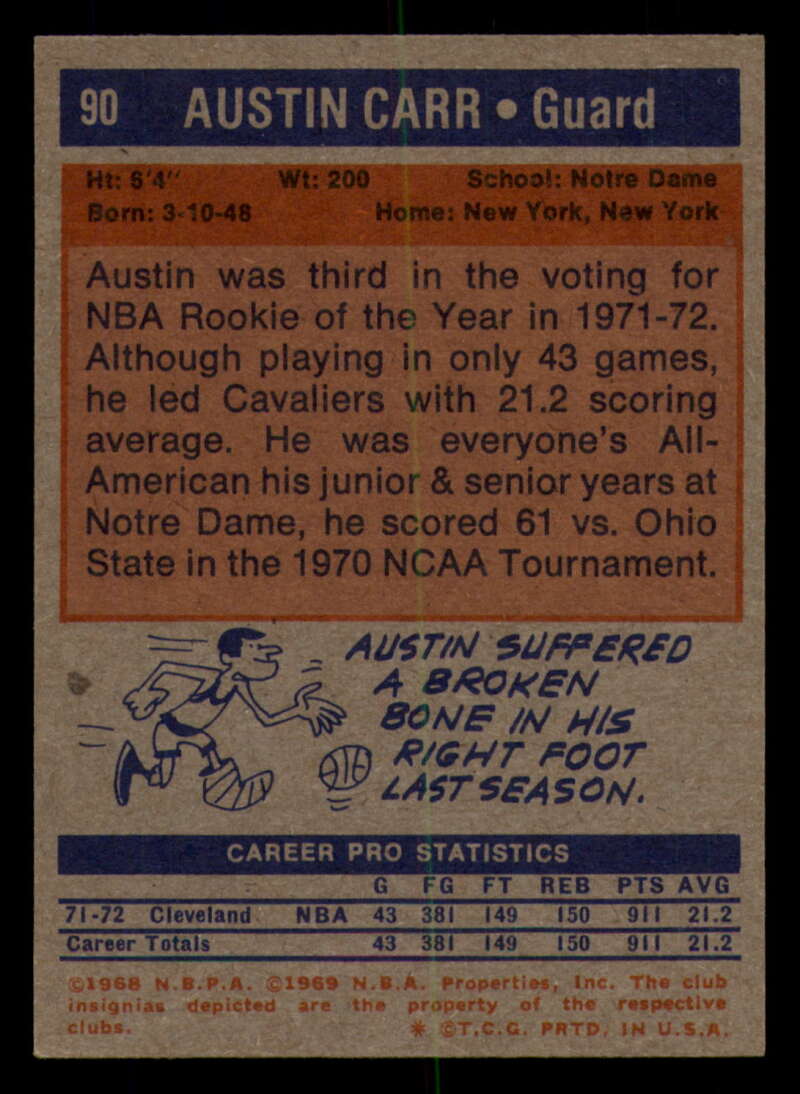 90 AUSTIN CARR • Guard
Ht: 6'4" Wt: 200 School: Notre Dame
Born: 3-10-48 Home: New York, New York
Austin was third in the voting for
NBA Rookie of the Year in 1971-72.
Although playing in only 43 games,
he led Cavaliers with 21.2 scoring
average. He was everyone's All-
American his junior & senior years at
Notre Dame, he scored 61 vs. Ohio
State in the 1970 NCAA Tournament.
AUSTIN SUFFERED
A BROKEN
BONE IN HIS
RIGHT FOOT
LAST SEASON.
CAREER PRO STATISTICS
G FG FT REB PTS AVG
71-72 Cleveland NBA 43 381 149 150 911 21.2
Career Totals 43 381 149 150 911 21.2
©1968 N.B.P.A. ©1969 N.B.A. Properties, Inc. The club
insignias depicted are the property of the respective
clubs. * ©T.C.G. PRTD. IN U.S.A.